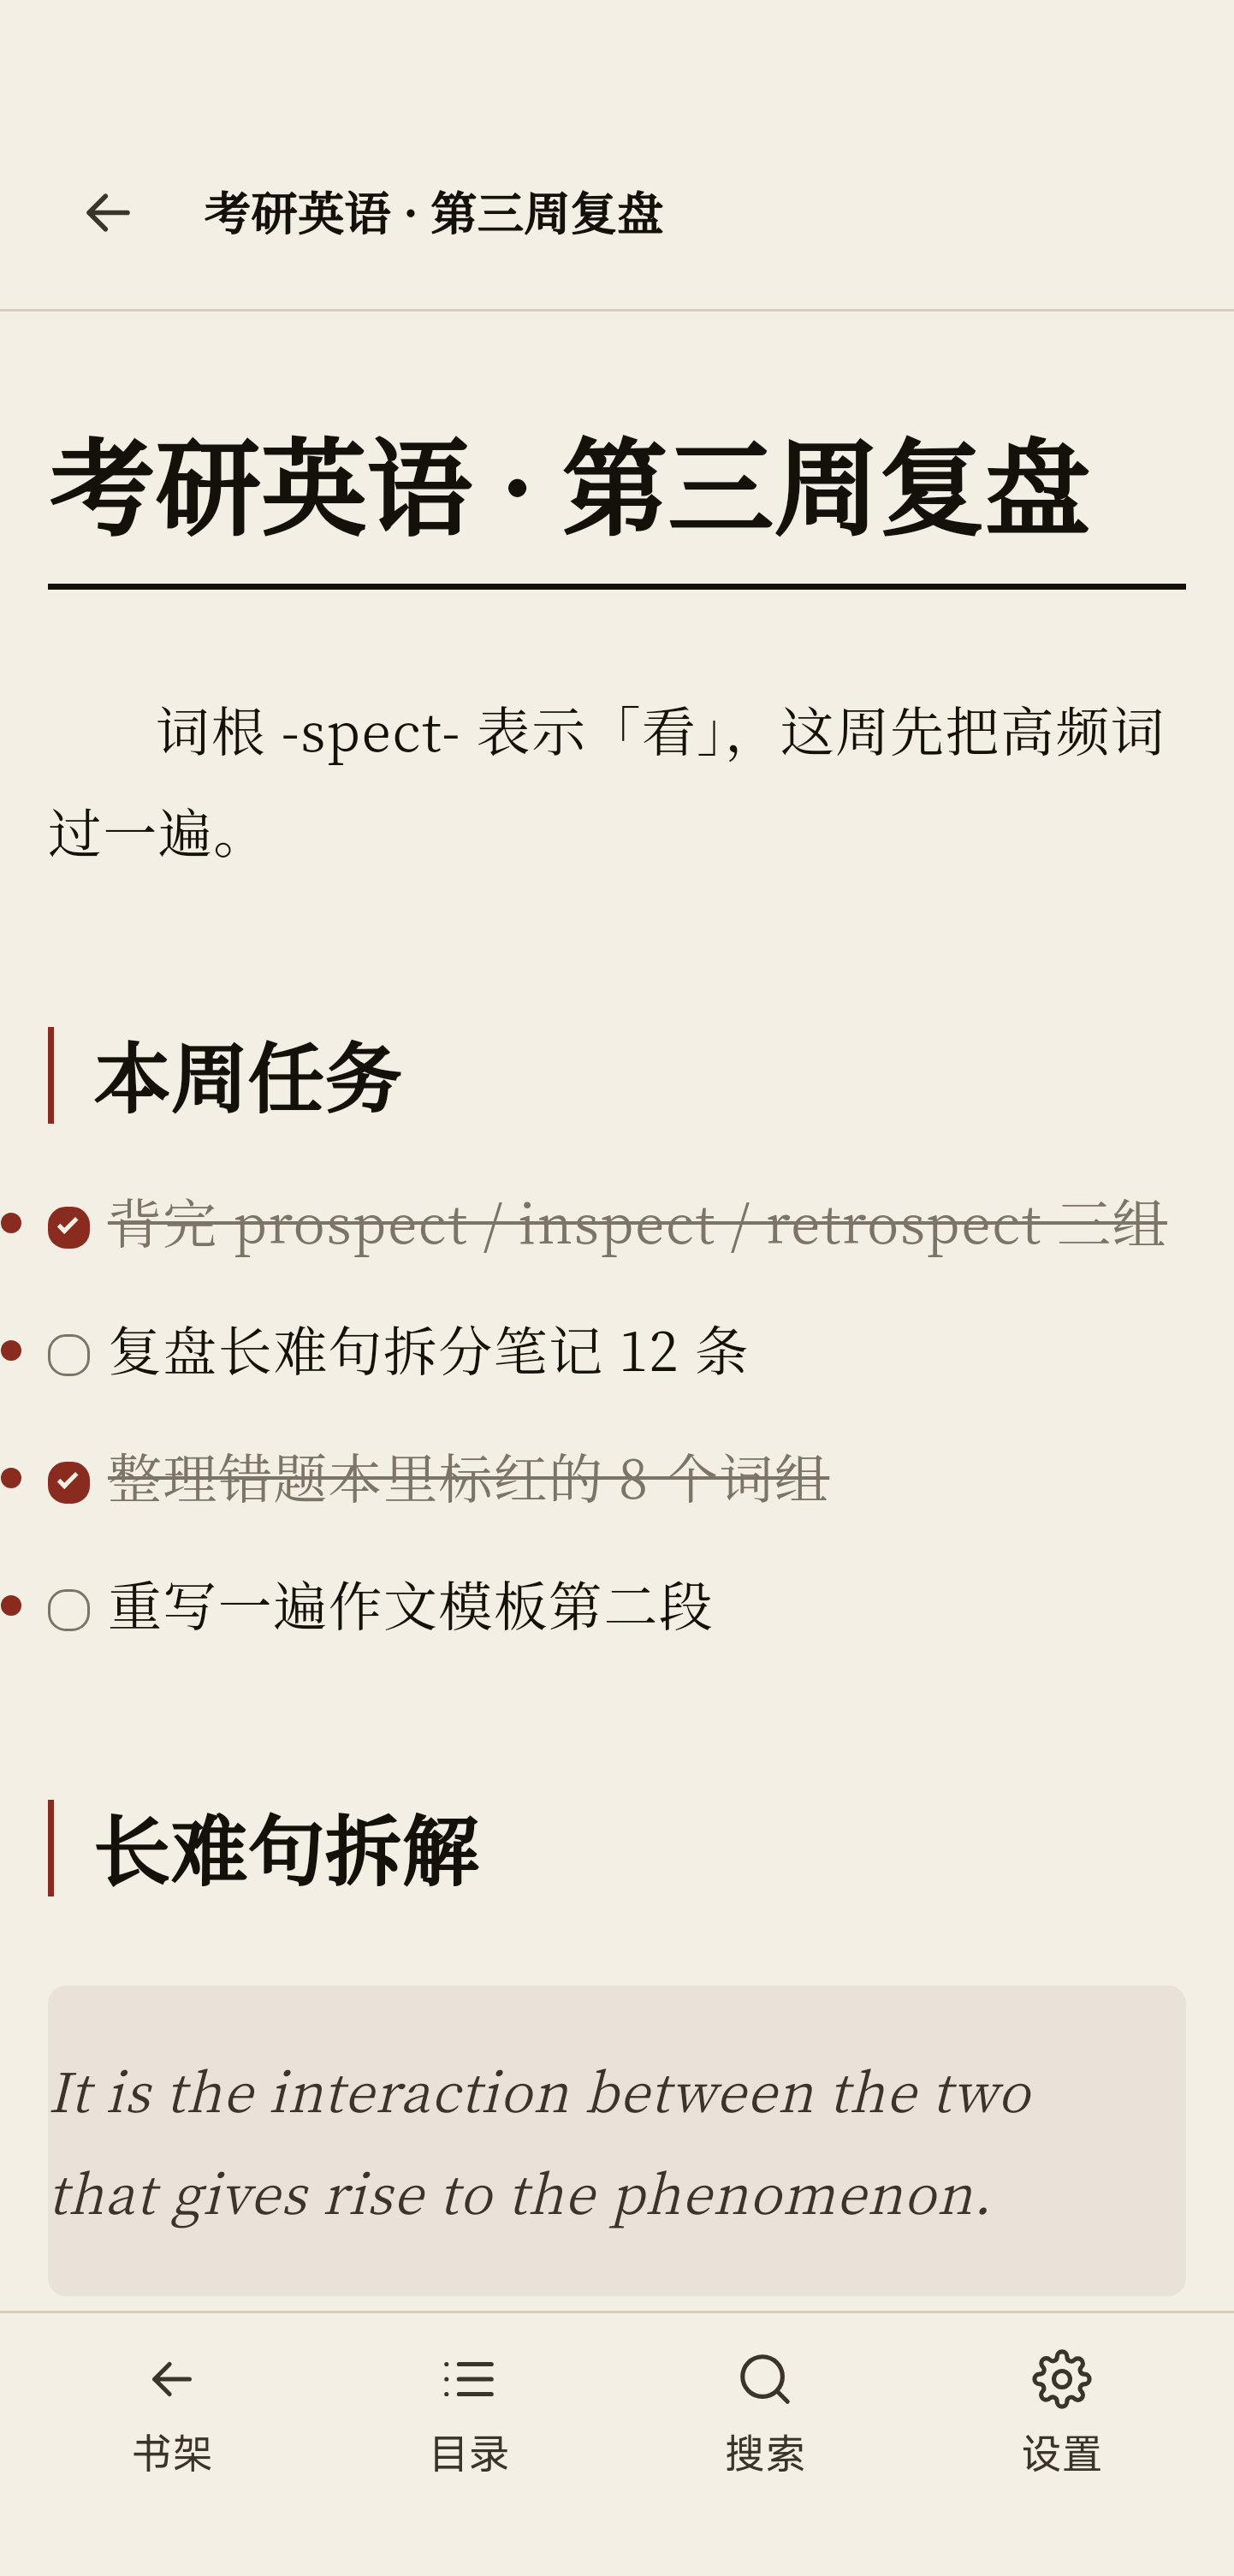 考研英语 · 第三周复盘
考研英语 · 第三周复盘
词根 -spect- 表示「看」，这周先把高频词
过一遍。
本周任务
背完 prospect / inspect / retrospect 三组
复盘长难句拆分笔记 12 条
整理错题本里标红的 8 个词组
重写一遍作文模板第二段
长难句拆解
It is the interaction between the two
that gives rise to the phenomenon.
书架
目录
搜索
设置